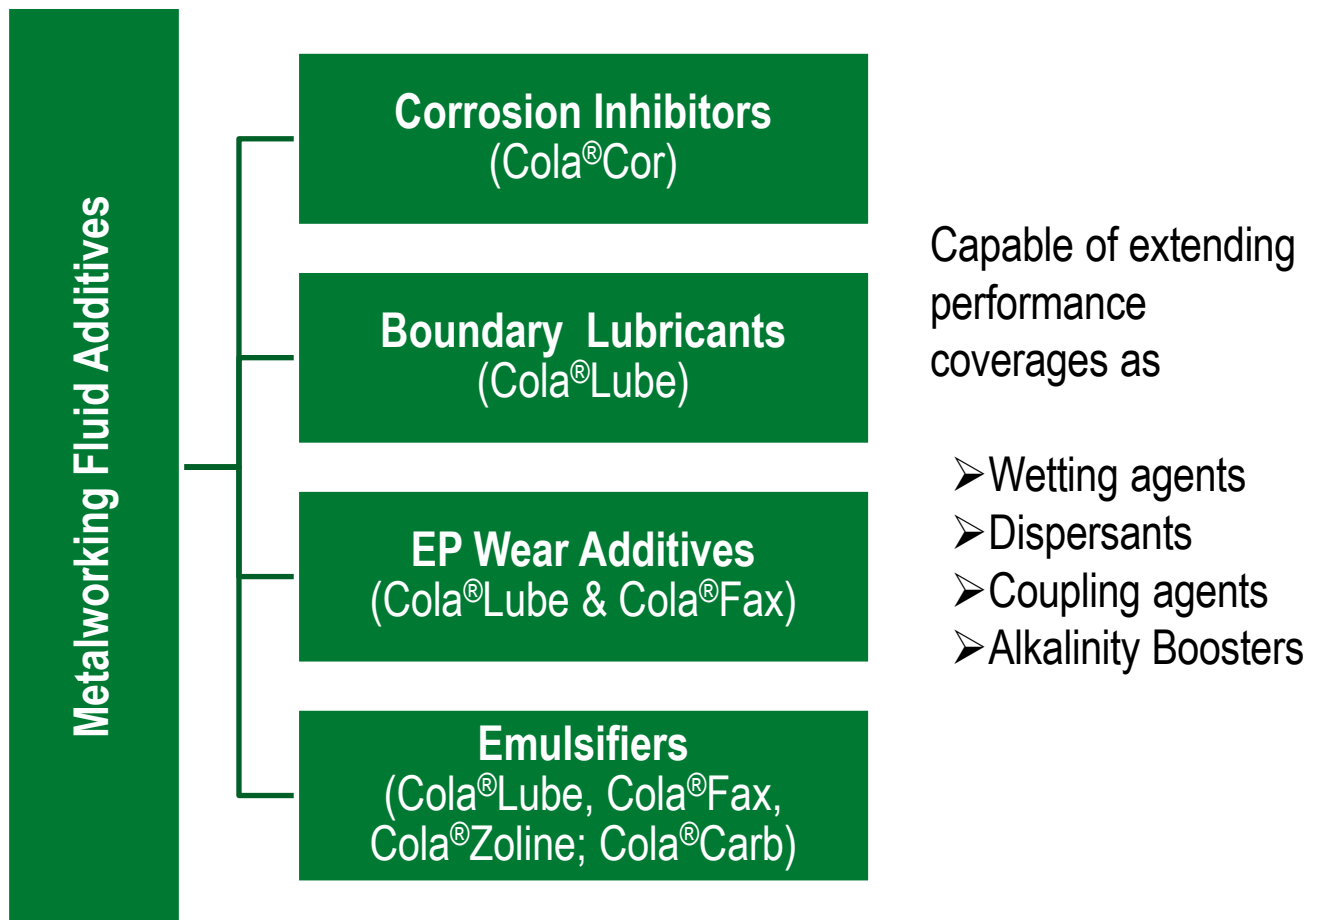 Metalworking Fluid Additives
Corrosion Inhibitors
(Cola®Cor)
Boundary Lubricants
(Cola®Lube)
EP Wear Additives
(Cola®Lube & Cola®Fax)
Emulsifiers
(Cola®Lube, Cola®Fax,
Cola®Zoline; Cola®Carb)
Capable of extending
performance
coverages as
➢Wetting agents
➢Dispersants
➢Coupling agents
➢Alkalinity Boosters